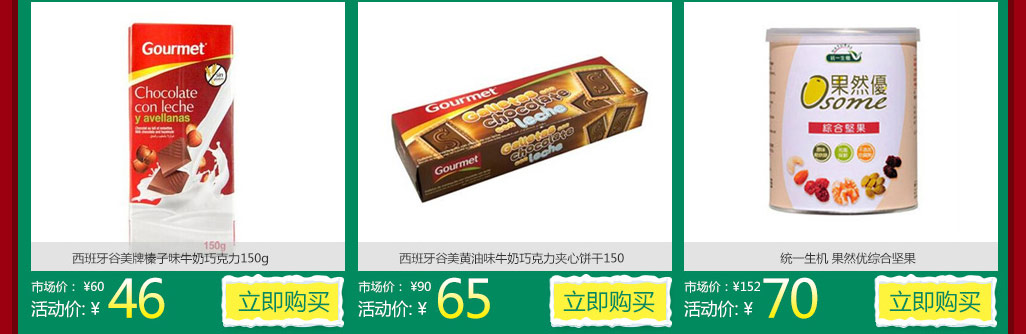 Gourmet
Chocolate
con leche
y avellanas
150g
西班牙谷美牌榛子味牛奶巧克力150g
市场价： ¥60
活动价: ¥ 46
立即购买
Gourmet
Galletas con
chocolate
con leche
12
Galletas con
chocolate
con leche
Gourmet
西班牙谷美黄油味牛奶巧克力夹心饼干150
市场价： ¥90
活动价: ¥ 65
立即购买
統一生機
果然優
Osome
綜合堅果
统一生机 果然优综合坚果
市场价：¥152
活动价: ¥ 70
立即购买